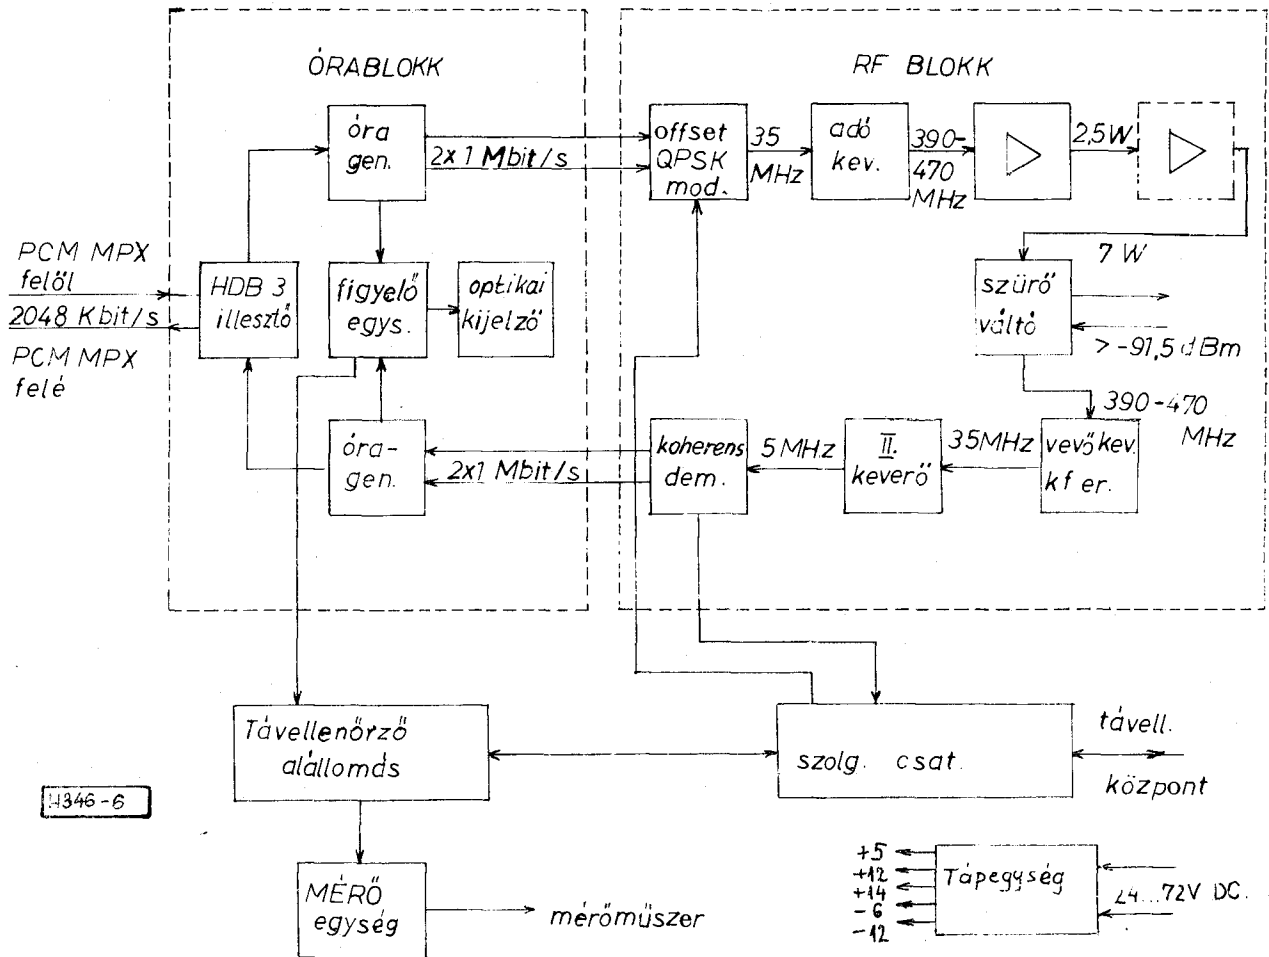 ÓRABLOKK
RF BLOKK
óra
gen.
2x1 Mbit/s
offset
QPSK
mod.
35
MHz
adó
kev.
390-
470
MHz
2,5W
7 W
PCM MPX
felől
2048 Kbit/s
PCM MPX
felé
HDB 3
illesztő
figyelő
egys.
optikai
kijelző
szűrő
váltó
> -91,5 dBm
390-470
MHz
óra-
gen.
2x1 Mbit/s
koherens
dem.
5 MHz
II.
keverő
35MHz
vevőkev.
kf er.
Távellenőrző
alállomás
szolg. csat.
távell.
központ
H346-6
MÉRŐ
egység
mérőműszer
+5
+12
+14
-6
-12
Tápegység
24...72V DC.